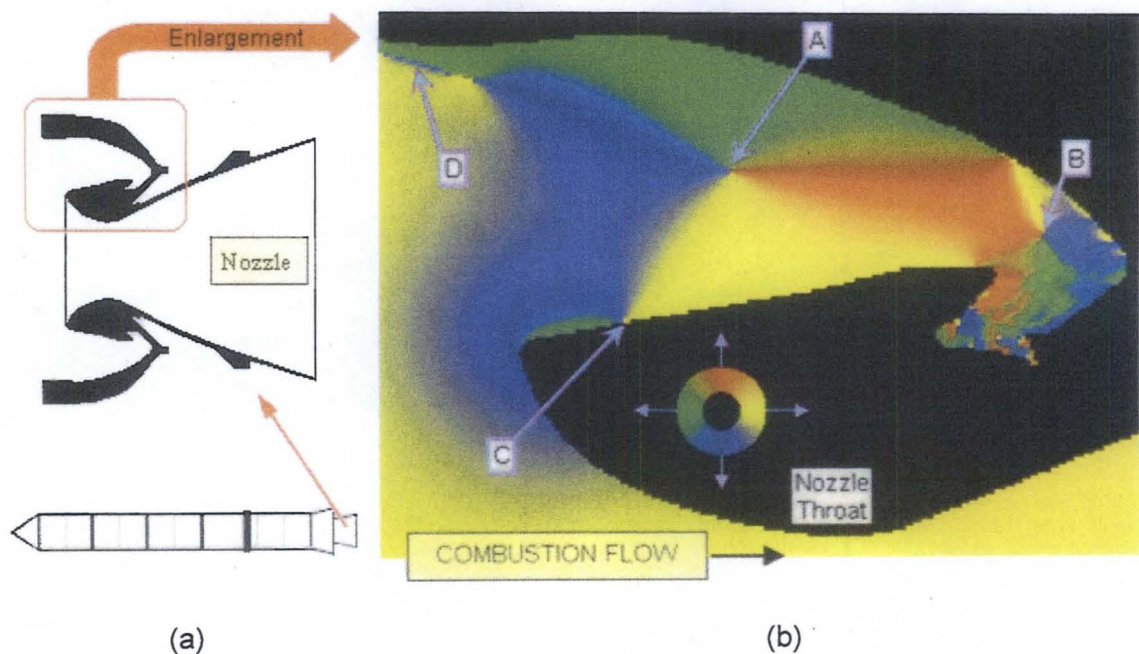 Enlargement
A
B
D
Nozzle
C
Nozzle
Throat
COMBUSTION FLOW
(a)
(b)